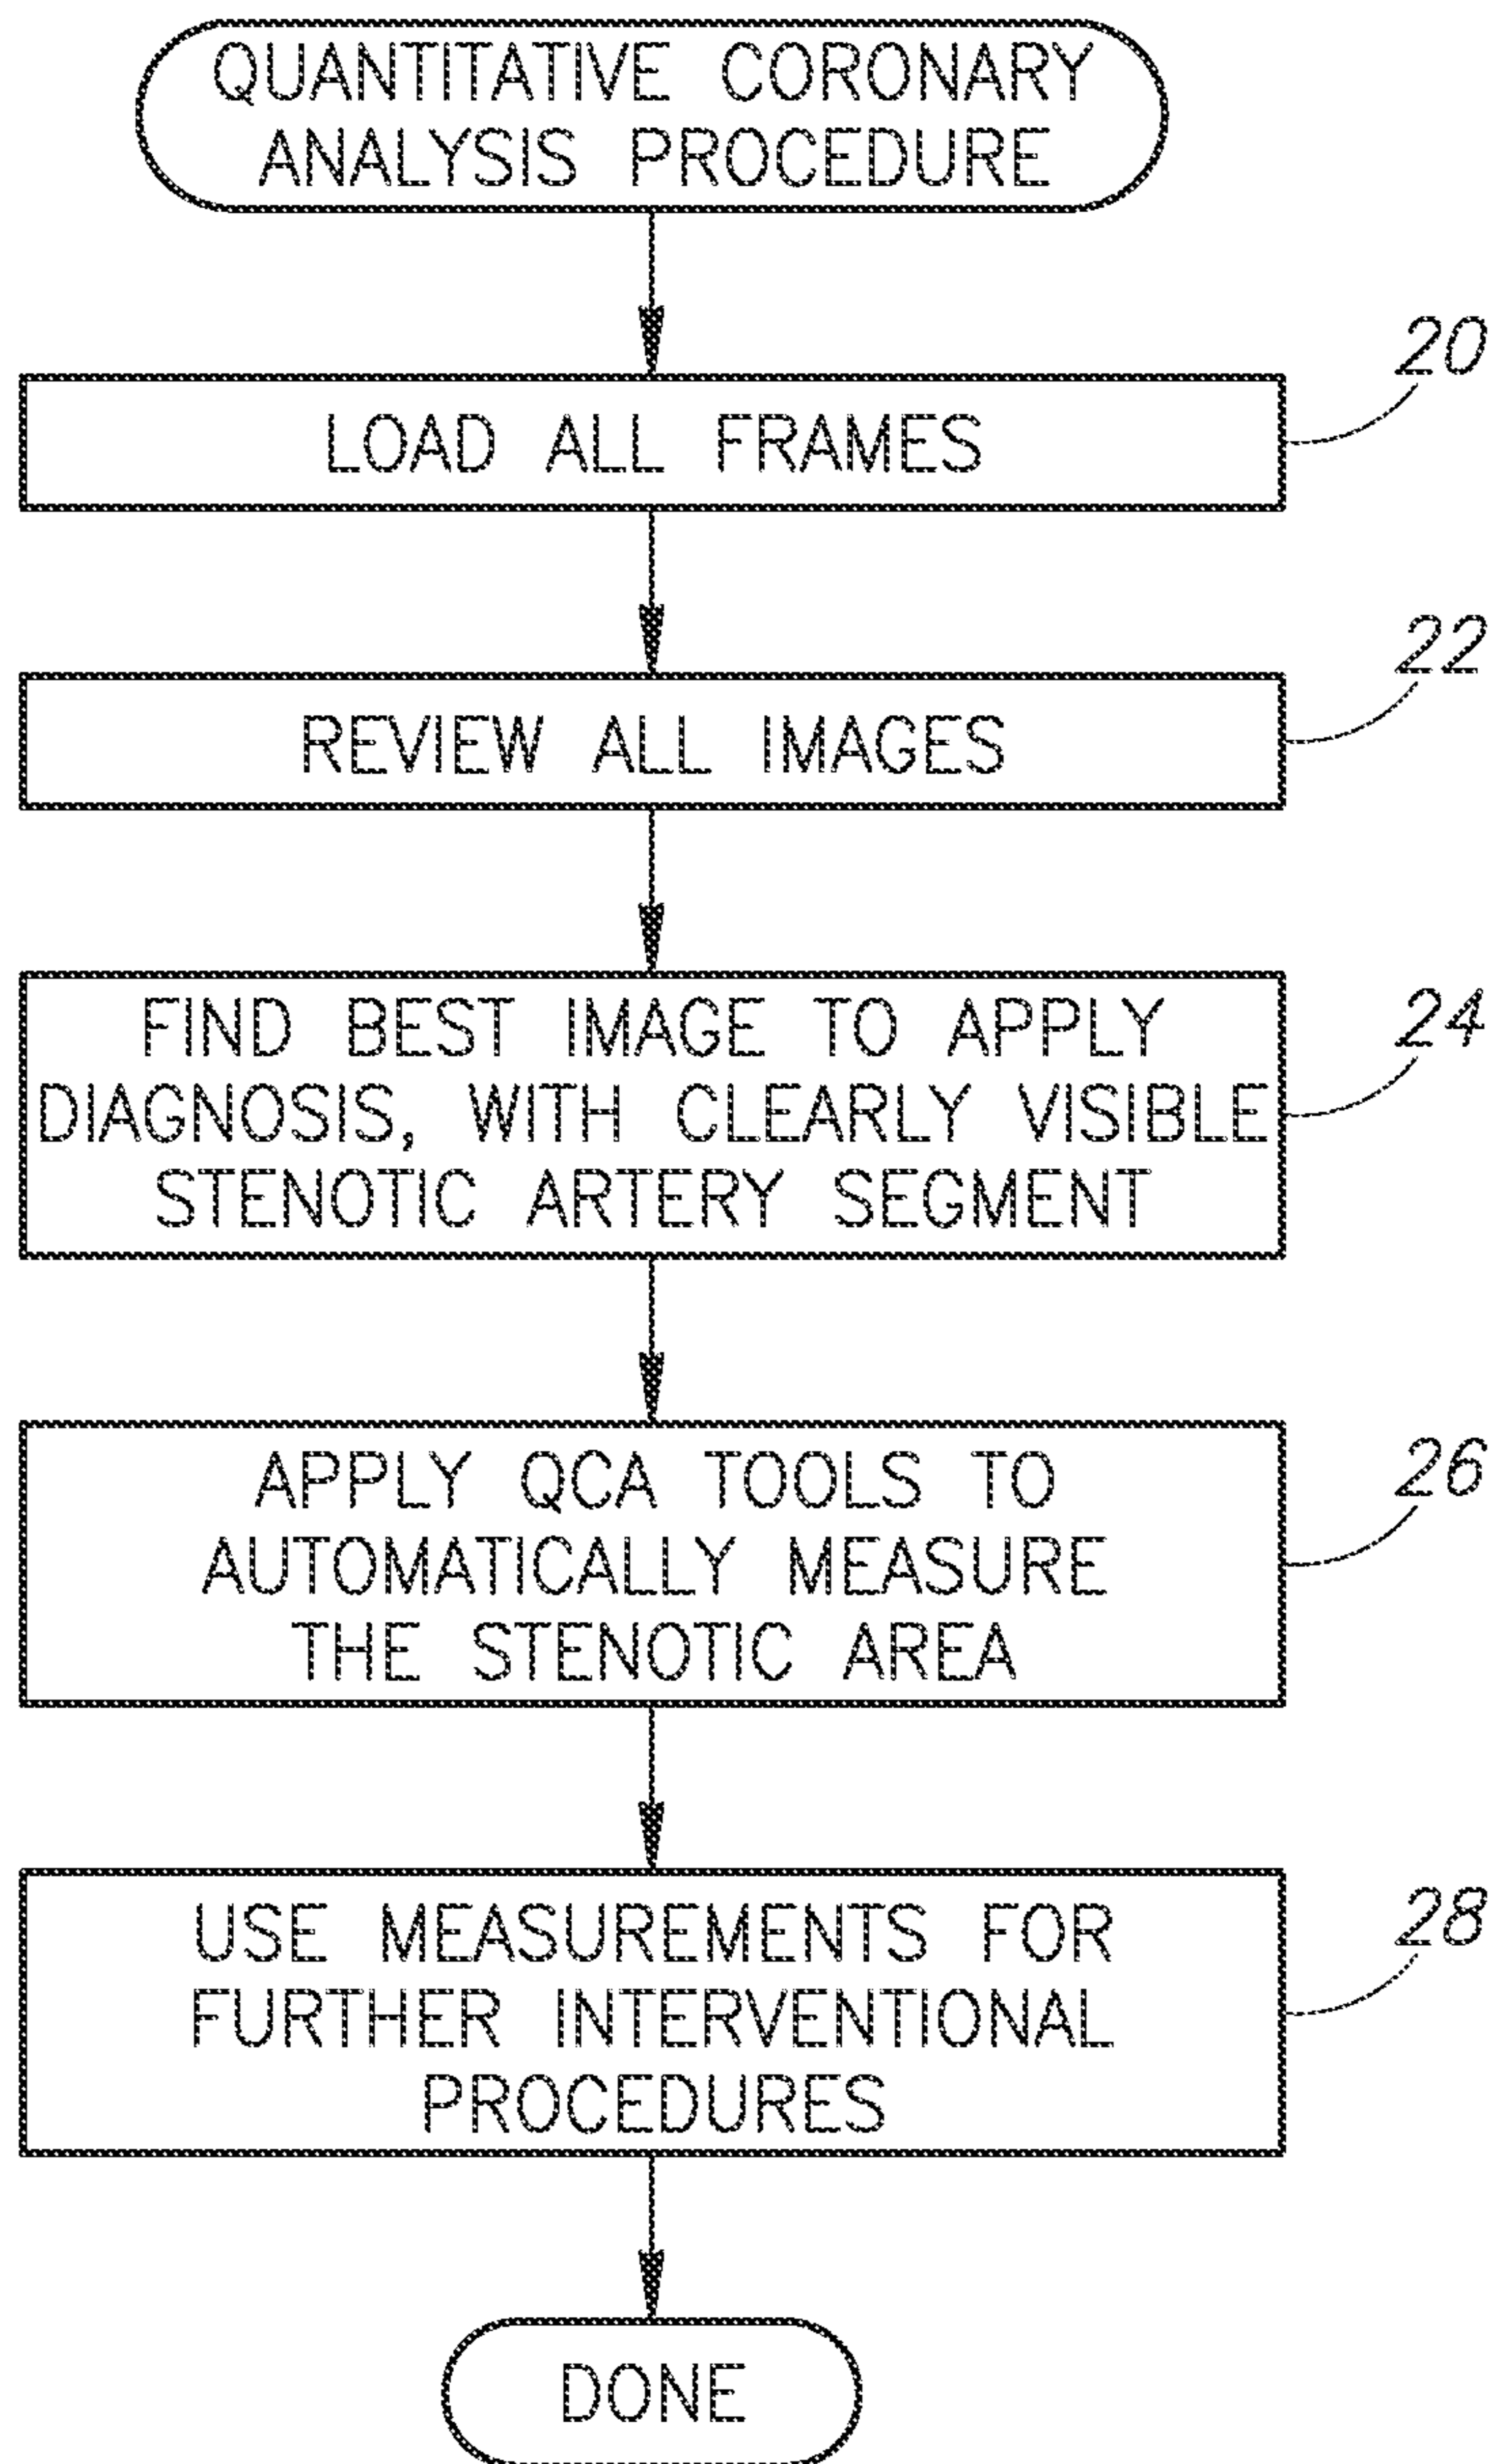 QUANTITATIVE CORONARY
ANALYSIS PROCEDURE
20
LOAD ALL FRAMES
22
REVIEW ALL IMAGES
24
FIND BEST IMAGE TO APPLY
DIAGNOSIS, WITH CLEARLY VISIBLE
STENOTIC ARTERY SEGMENT
26
APPLY QCA TOOLS TO
AUTOMATICALLY MEASURE
THE STENOTIC AREA
28
USE MEASUREMENTS FOR
FURTHER INTERVENTIONAL
PROCEDURES
DONE